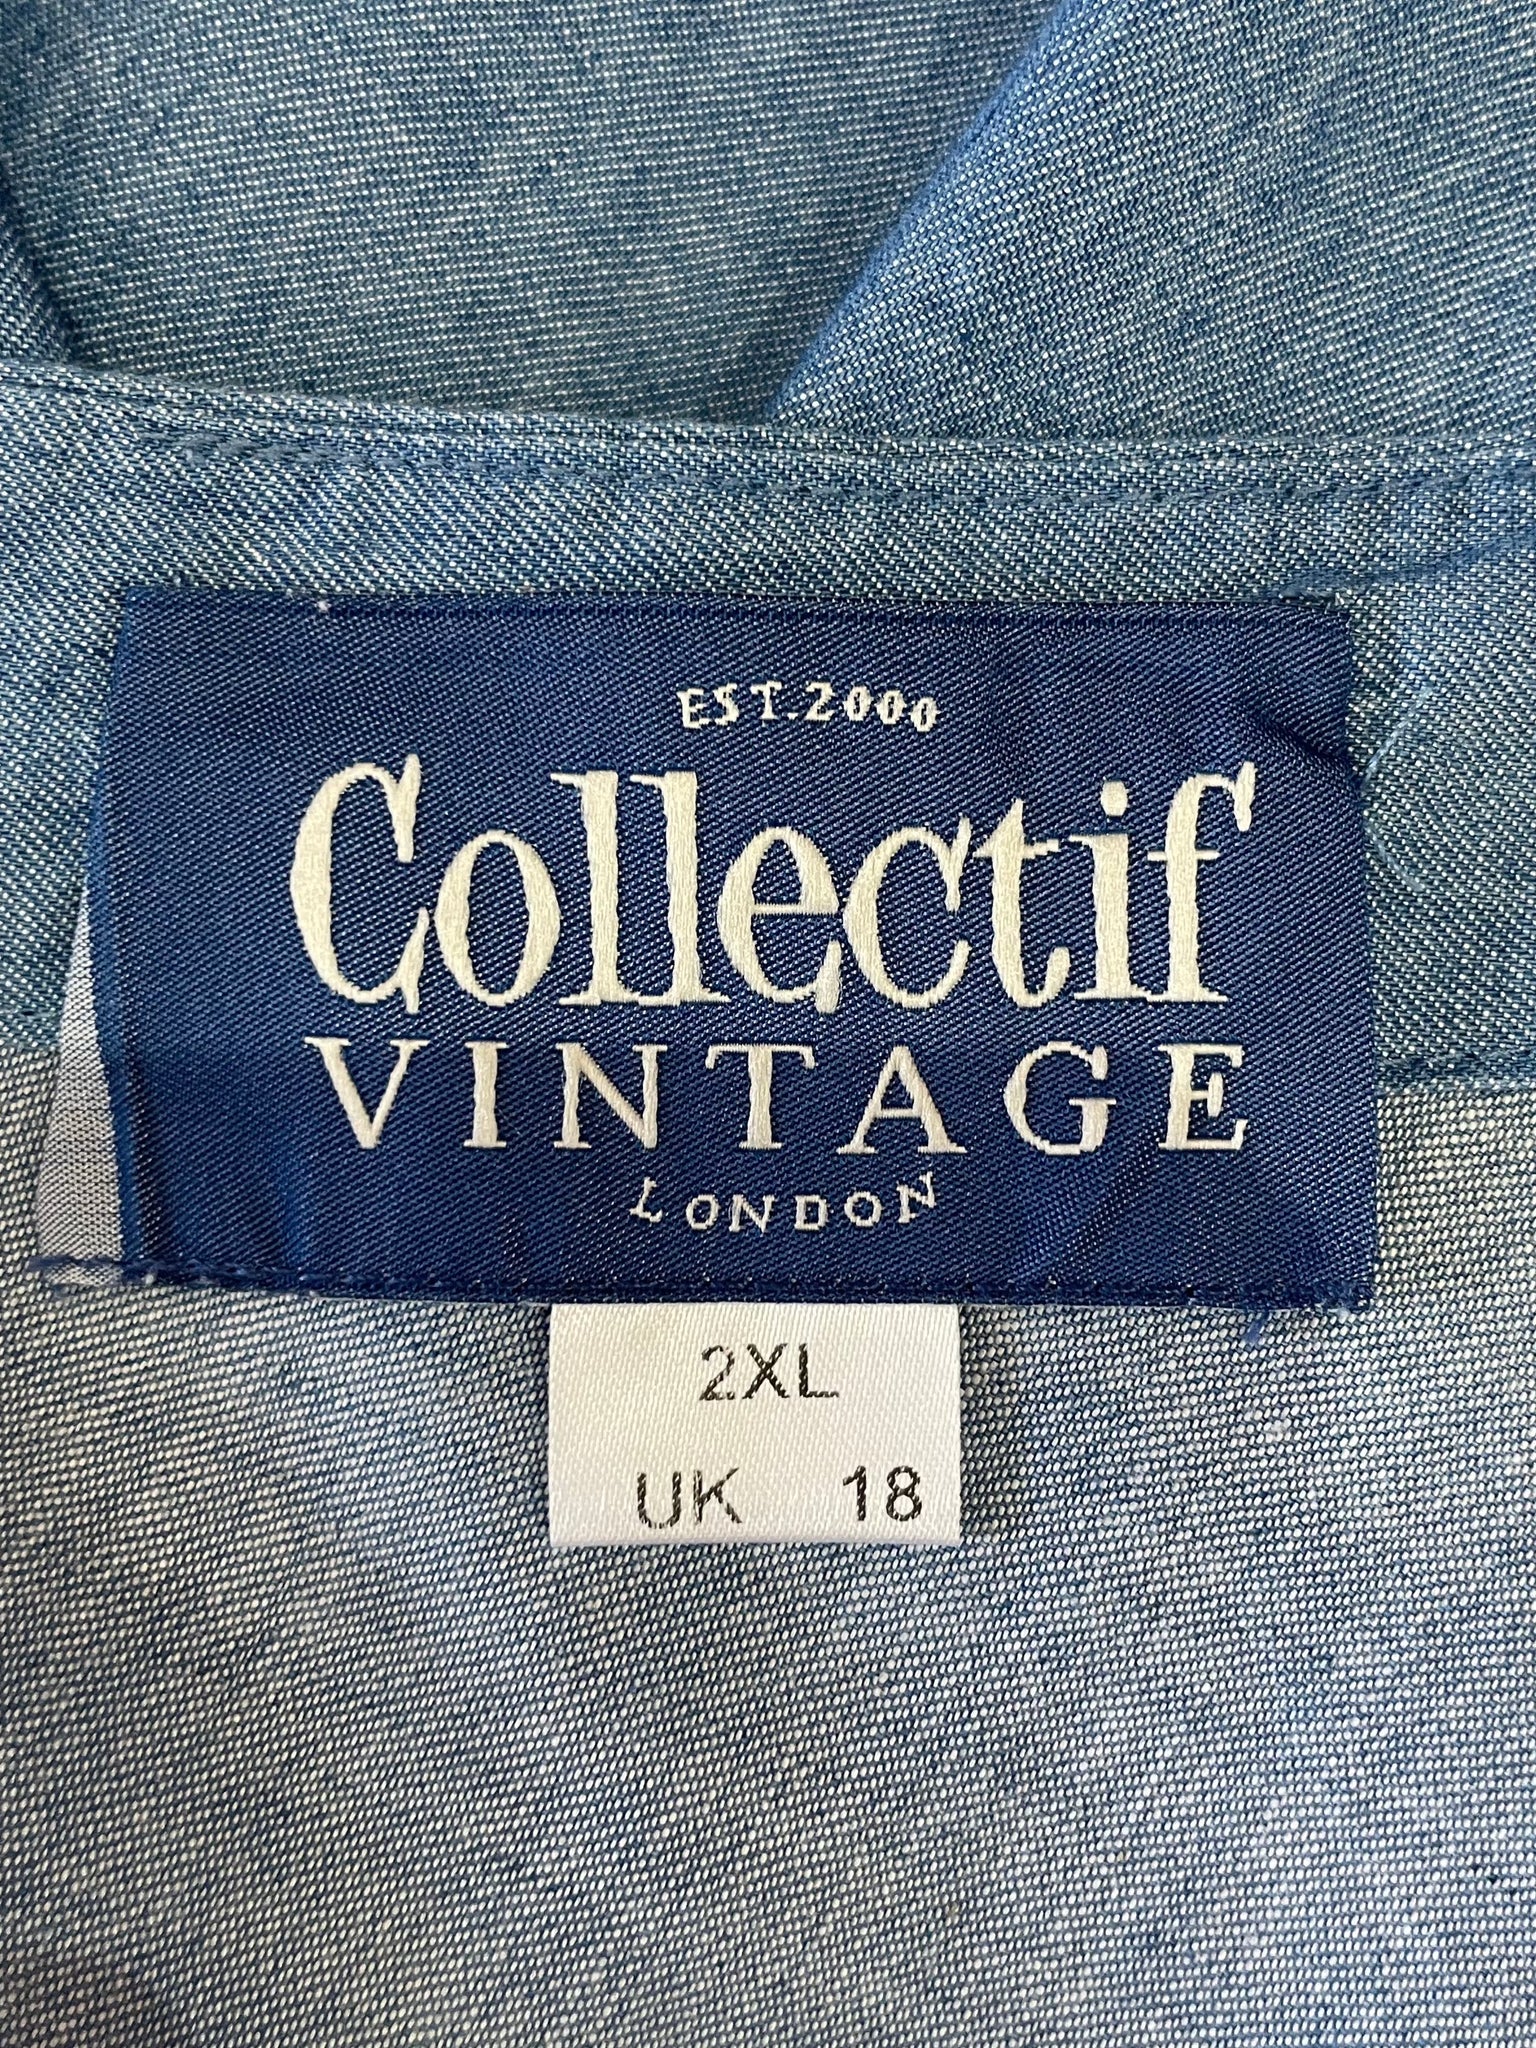 EST.2000
Collectif
VINTAGE
LONDON
2XL
UK 18